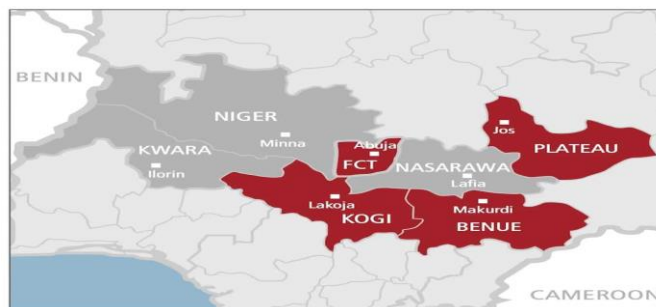 BENIN
NIGER
Minna
KWARA
Ilorin
Abuja
FCT
NASARAWA
Lafia
Jos
PLATEAU
Lakoja
KOGI
Makurdi
BENUE
CAMEROON